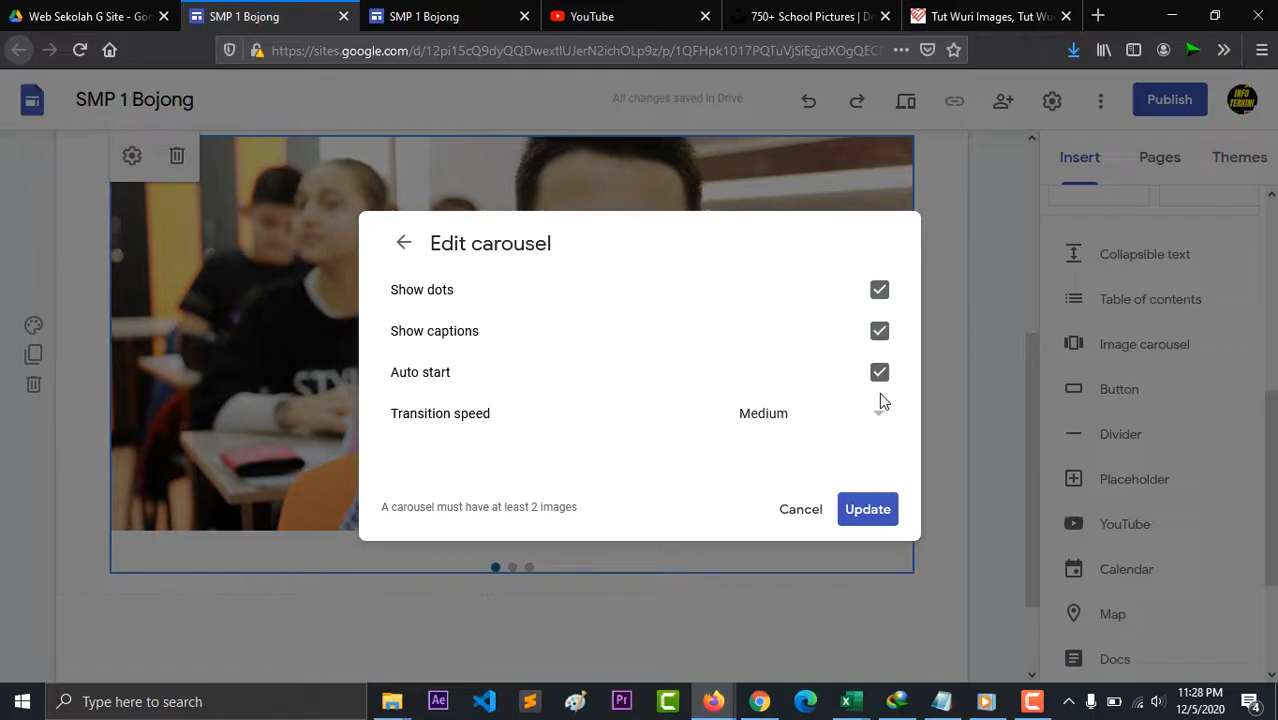 Web Sekolah G Site - Goo
SMP 1 Bojong
SMP 1 Bojong
YouTube
750+ School Pictures | De
Tut Wuri Images, Tut Wu
https://sites.google.com/d/12pi15cQ9dyQQDwextlUJerN2ichOLp9z/p/1QFHpk1017PQTuVjSiEgjdXOgQEC
SMP 1 Bojong
All changes saved in Drive
Publish
INFO
TERKINI
Insert
Pages
Themes
Edit carousel
Show dots
Show captions
Auto start
Transition speed
Medium
A carousel must have at least 2 images
Cancel
Update
Collapsible text
Table of contents
Image carousel
Button
Divider
Placeholder
YouTube
Calendar
Map
Docs
Type here to search
11:28 PM
12/5/2020
4